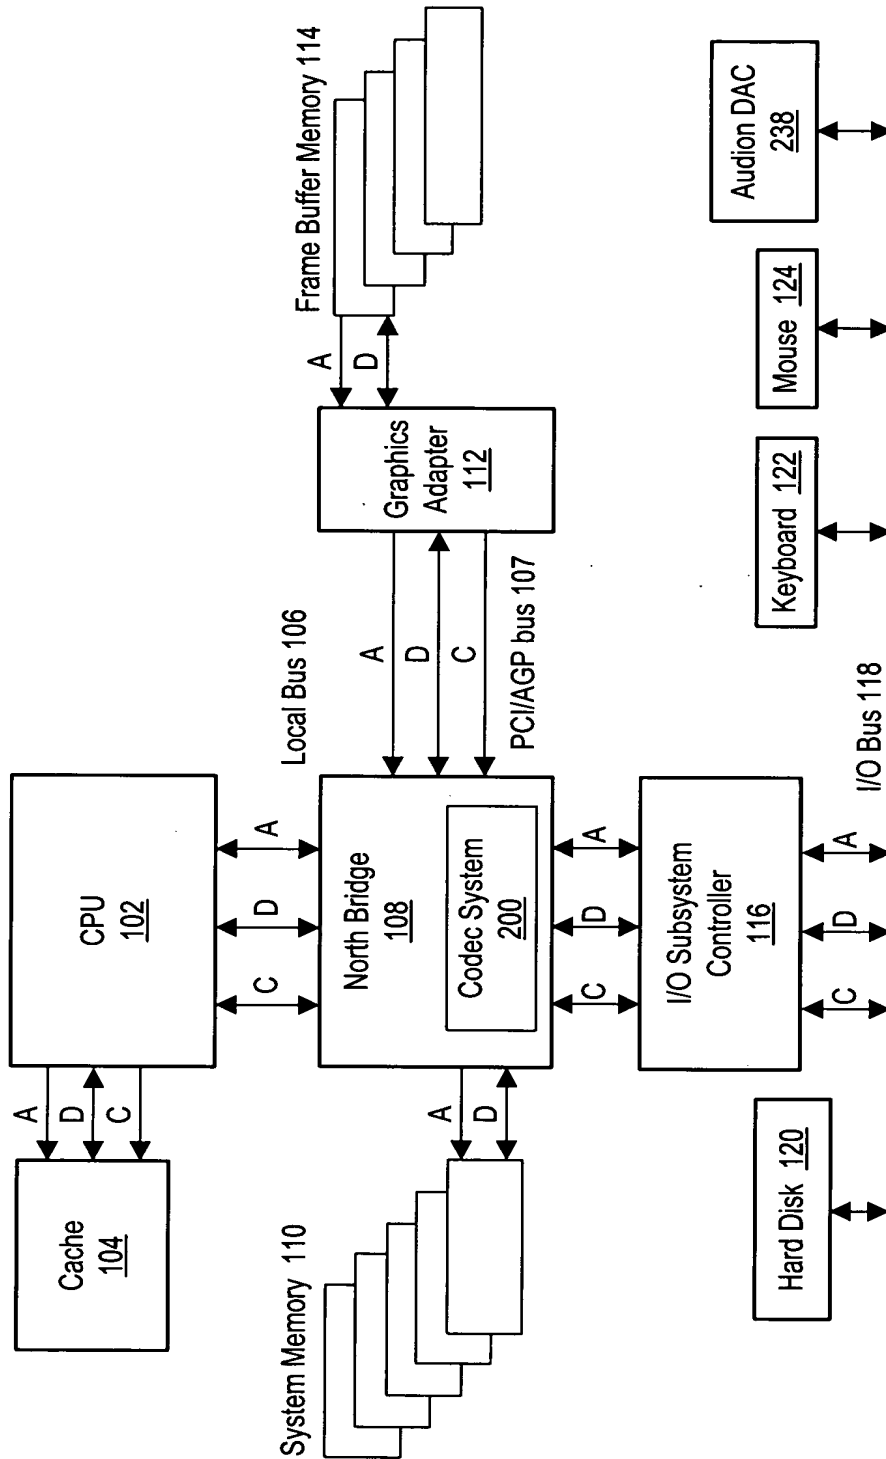 Cache
104
A
D
C
CPU
102
C
D
A
Local Bus 106
System Memory 110
A
D
North Bridge
108
Codec System
200
A
D
C
PCI/AGP bus 107
Graphics
Adapter
112
A
D
Frame Buffer Memory 114
C
D
A
I/O Subsystem
Controller
116
C
D
A
I/O Bus 118
Hard Disk 120
Keyboard 122
Mouse 124
Audion DAC
238